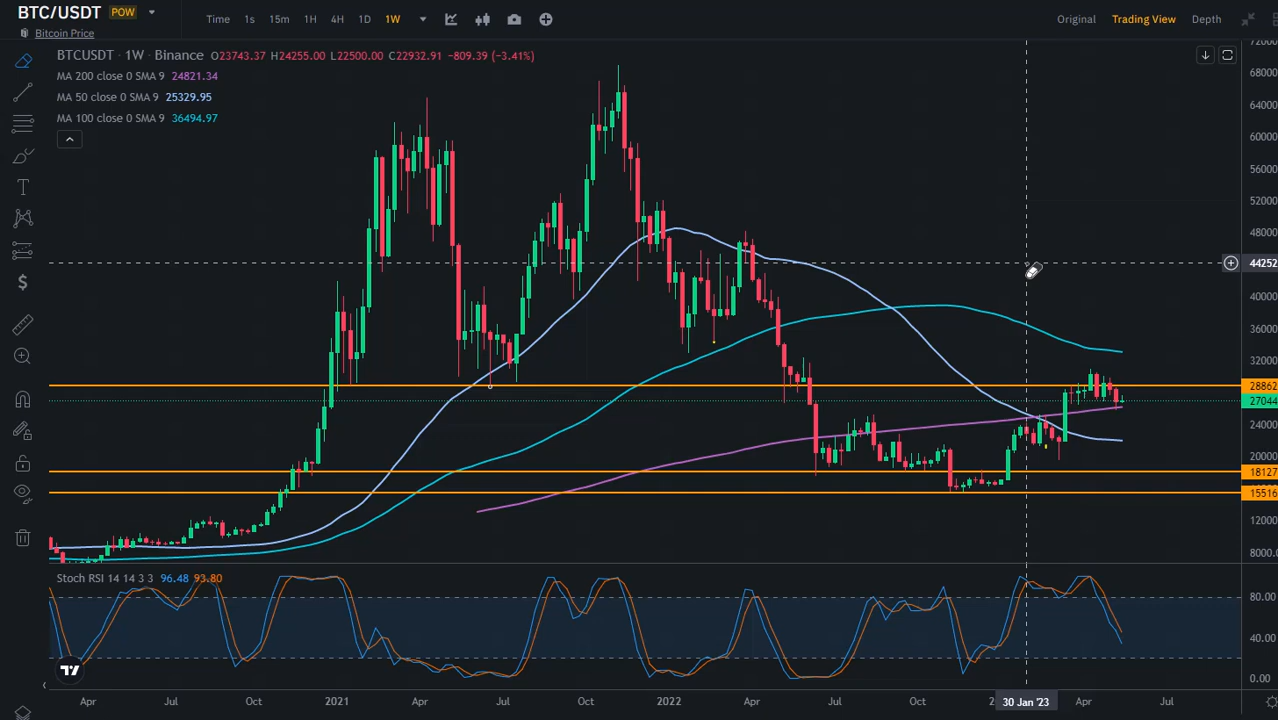 BTC/USDT POW
Bitcoin Price
Time 1s 15m 1H 4H 1D 1W
Original Trading View Depth
BTCUSDT · 1W · Binance O23743.37 H24255.00 L22500.00 C22932.91 −809.39 (−3.41%)
MA 200 close 0 SMA 9 24821.34
MA 50 close 0 SMA 9 25329.95
MA 100 close 0 SMA 9 36494.97
72000
68000
64000
60000
56000
52000
48000
44252
40000
36000
32000
28862
27044
24000
20000
18127
15516
12000
8000.
Stoch RSI 14 14 3 3 96.48 93.80
80.00
40.00
0.00
Apr Jul Oct 2021 Apr Jul Oct 2022 Apr Jul Oct 30 Jan '23 Apr Jul